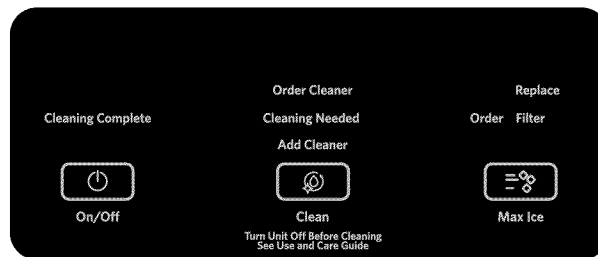 Order Cleaner
Replace
Cleaning Complete
Cleaning Needed
Order Filter
Add Cleaner
On/Off
Clean
Max Ice
Turn Unit Off Before Cleaning
See Use and Care Guide